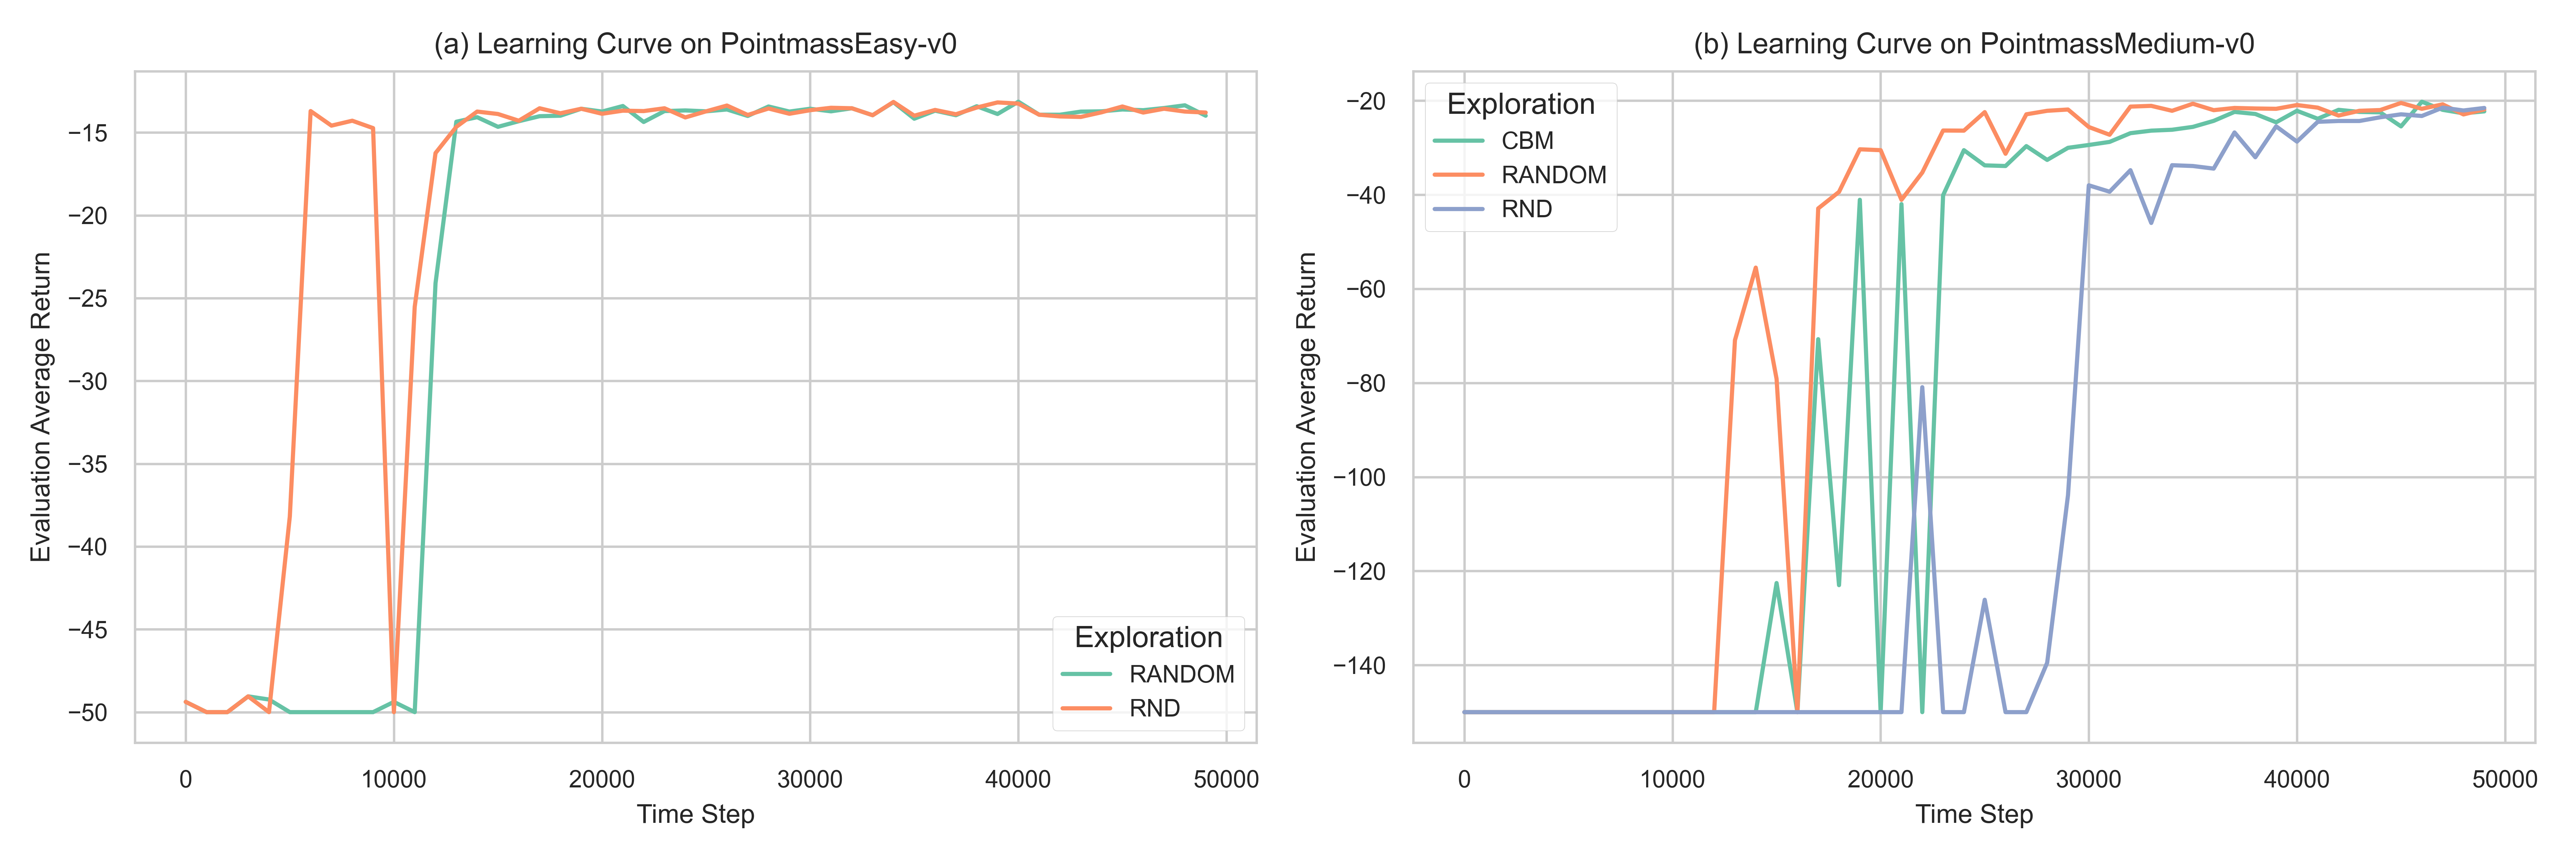 (a) Learning Curve on PointmassEasy-v0
Evaluation Average Return
−15
−20
−25
−30
−35
−40
−45
−50
0 10000 20000 30000 40000 50000
Time Step
Exploration
RANDOM
RND
(b) Learning Curve on PointmassMedium-v0
Evaluation Average Return
−20
−40
−60
−80
−100
−120
−140
0 10000 20000 30000 40000 50000
Time Step
Exploration
CBM
RANDOM
RND